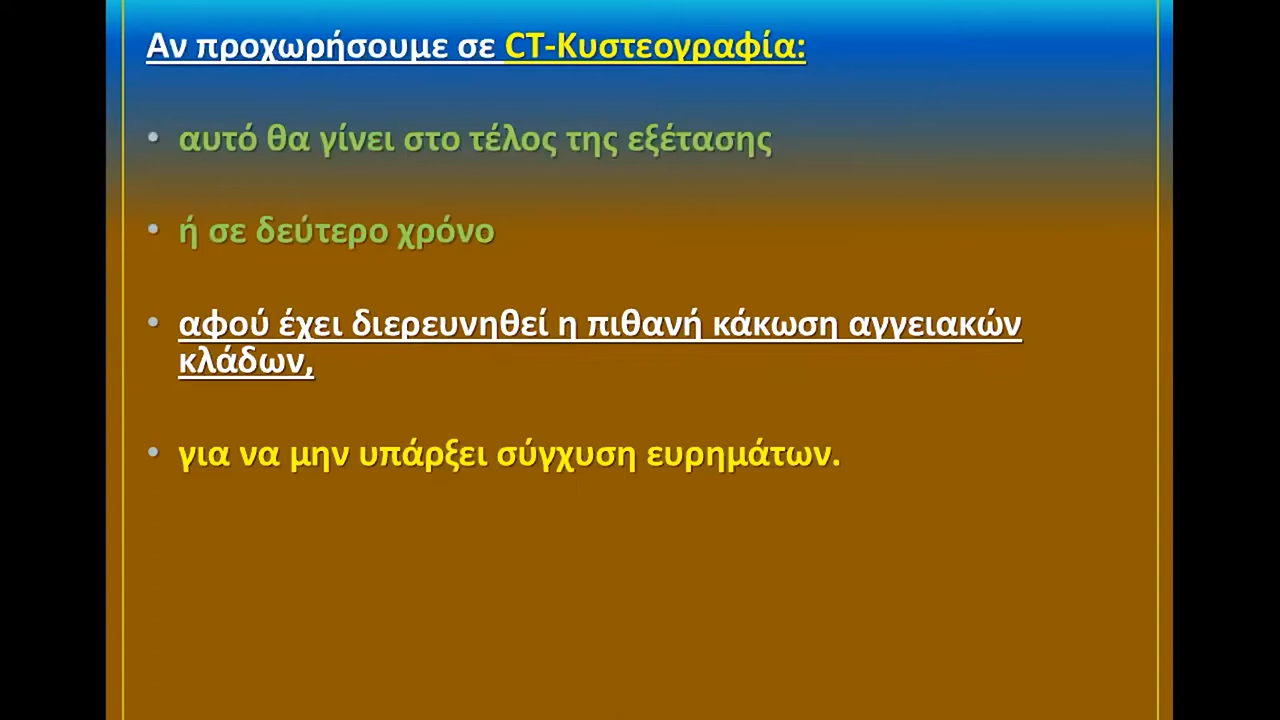 Αν προχωρήσουμε σε CT-Κυστεογραφία:
• αυτό θα γίνει στο τέλος της εξέτασης
• ή σε δεύτερο χρόνο
• αφού έχει διερευνηθεί η πιθανή κάκωση αγγειακών
κλάδων,
• για να μην υπάρξει σύγχυση ευρημάτων.